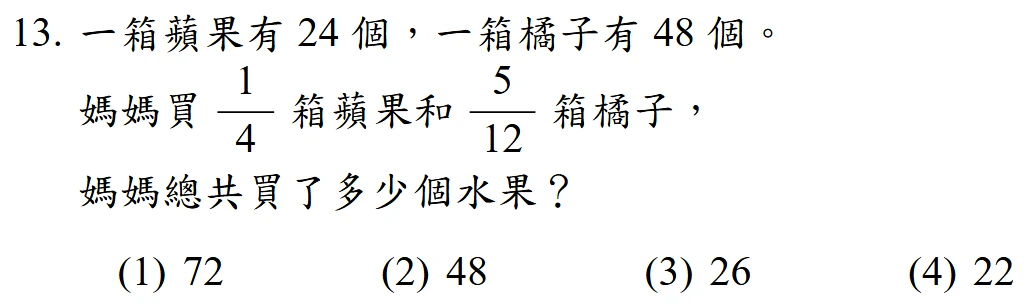 13. 一箱蘋果有 24 個，一箱橘子有 48 個。
媽媽買 1/4 箱蘋果和 5/12 箱橘子，
媽媽總共買了多少個水果？
(1) 72 (2) 48 (3) 26 (4) 22